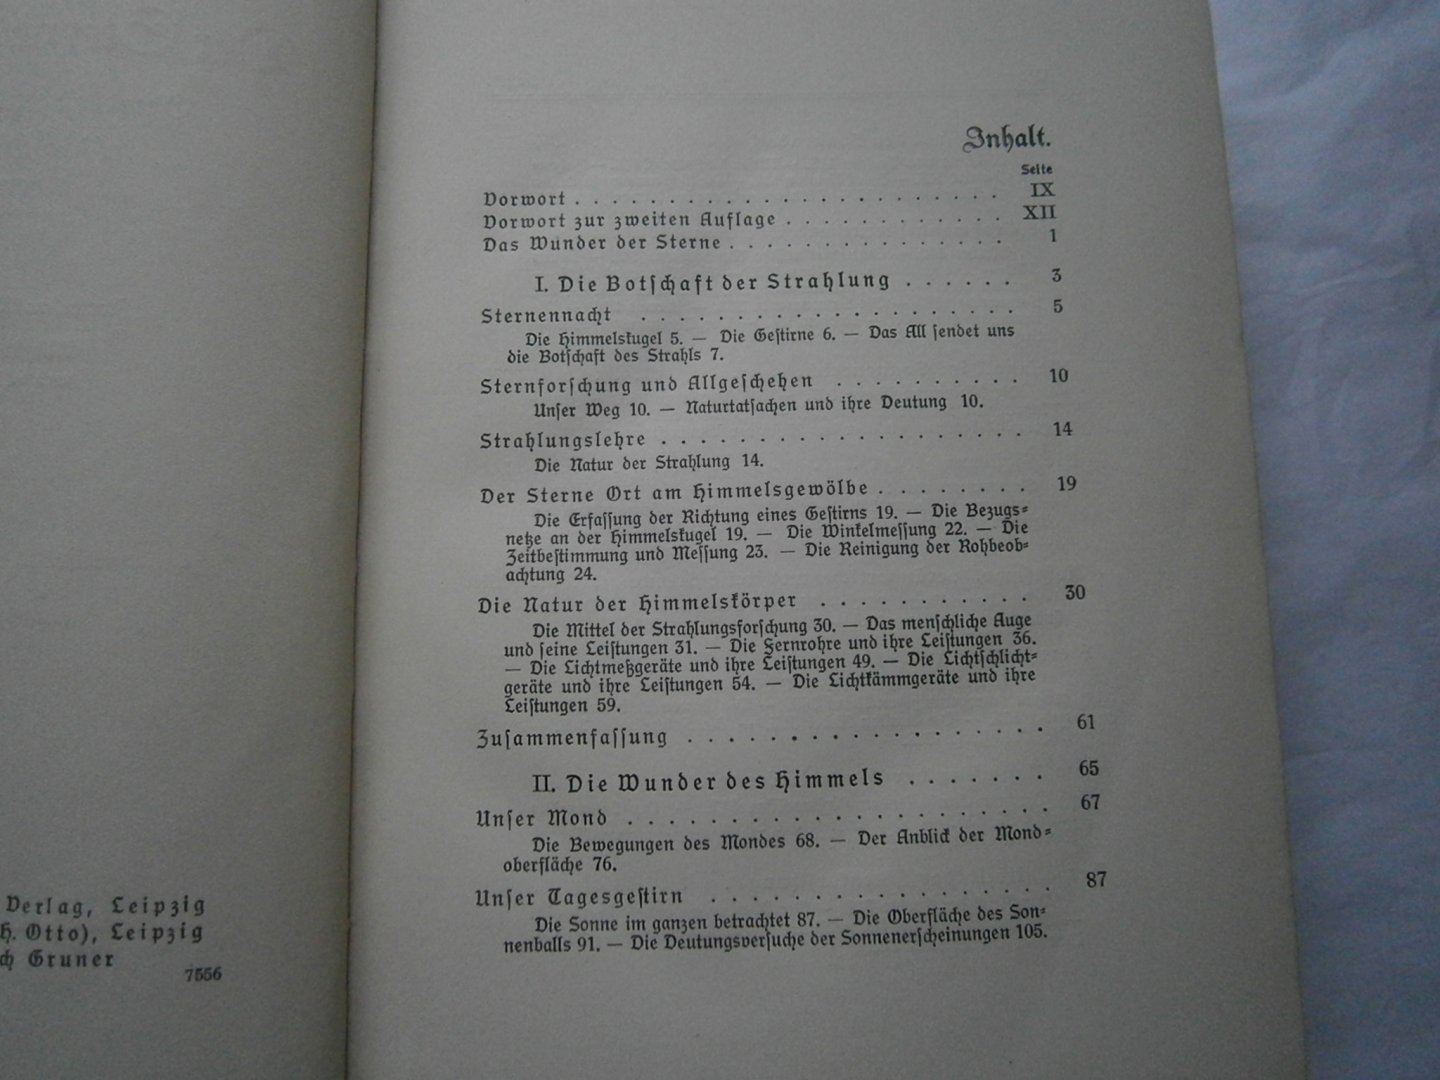 Verlag, Leipzig
h. Otto), Leipzig
ch Gruner
7556
Inhalt.
Seite
Vorwort . . . . . . . . . . . . . . . . . . . . . . . IX
Vorwort zur zweiten Auflage . . . . . . . . . . . . XII
Das Wunder der Sterne . . . . . . . . . . . . . . . 1
I. Die Botſchaft der Strahlung . . . . . . 3
Sternennacht . . . . . . . . . . . . . . . . . . . . 5
Die Himmelskugel 5. — Die Geſtirne 6. — Das All ſendet uns
die Botſchaft des Strahls 7.
Sternforſchung und Allgeſchehen . . . . . . . . . . 10
Unſer Weg 10. — Naturtatſachen und ihre Deutung 10.
Strahlungslehre . . . . . . . . . . . . . . . . . . . 14
Die Natur der Strahlung 14.
Der Sterne Ort am Himmelsgewölbe . . . . . . . . 19
Die Erfaſſung der Richtung eines Geſtirns 19. — Die Bezugs-
netze an der Himmelskugel 19. — Die Winkelmeſſung 22. — Die
Zeitbeſtimmung und Meſſung 23. — Die Reinigung der Rohbeob-
achtung 24.
Die Natur der Himmelskörper . . . . . . . . . . . 30
Die Mittel der Strahlungsforſchung 30. — Das menſchliche Auge
und ſeine Leiſtungen 31. — Die Fernrohre und ihre Leiſtungen 36.
— Die Lichtmeßgeräte und ihre Leiſtungen 49. — Die Lichtſchlicht-
geräte und ihre Leiſtungen 54. — Die Lichtkämmgeräte und ihre
Leiſtungen 59.
Zuſammenfaſſung . . . . . . . . . . . . . . . . . . 61
II. Die Wunder des Himmels . . . . . . . 65
Unſer Mond . . . . . . . . . . . . . . . . . . . . . 67
Die Bewegungen des Mondes 68. — Der Anblick der Mond-
oberfläche 76.
Unſer Tagesgeſtirn . . . . . . . . . . . . . . . . . 87
Die Sonne im ganzen betrachtet 87. — Die Oberfläche des Son-
nenballs 91. — Die Deutungsverſuche der Sonnenerſcheinungen 105.